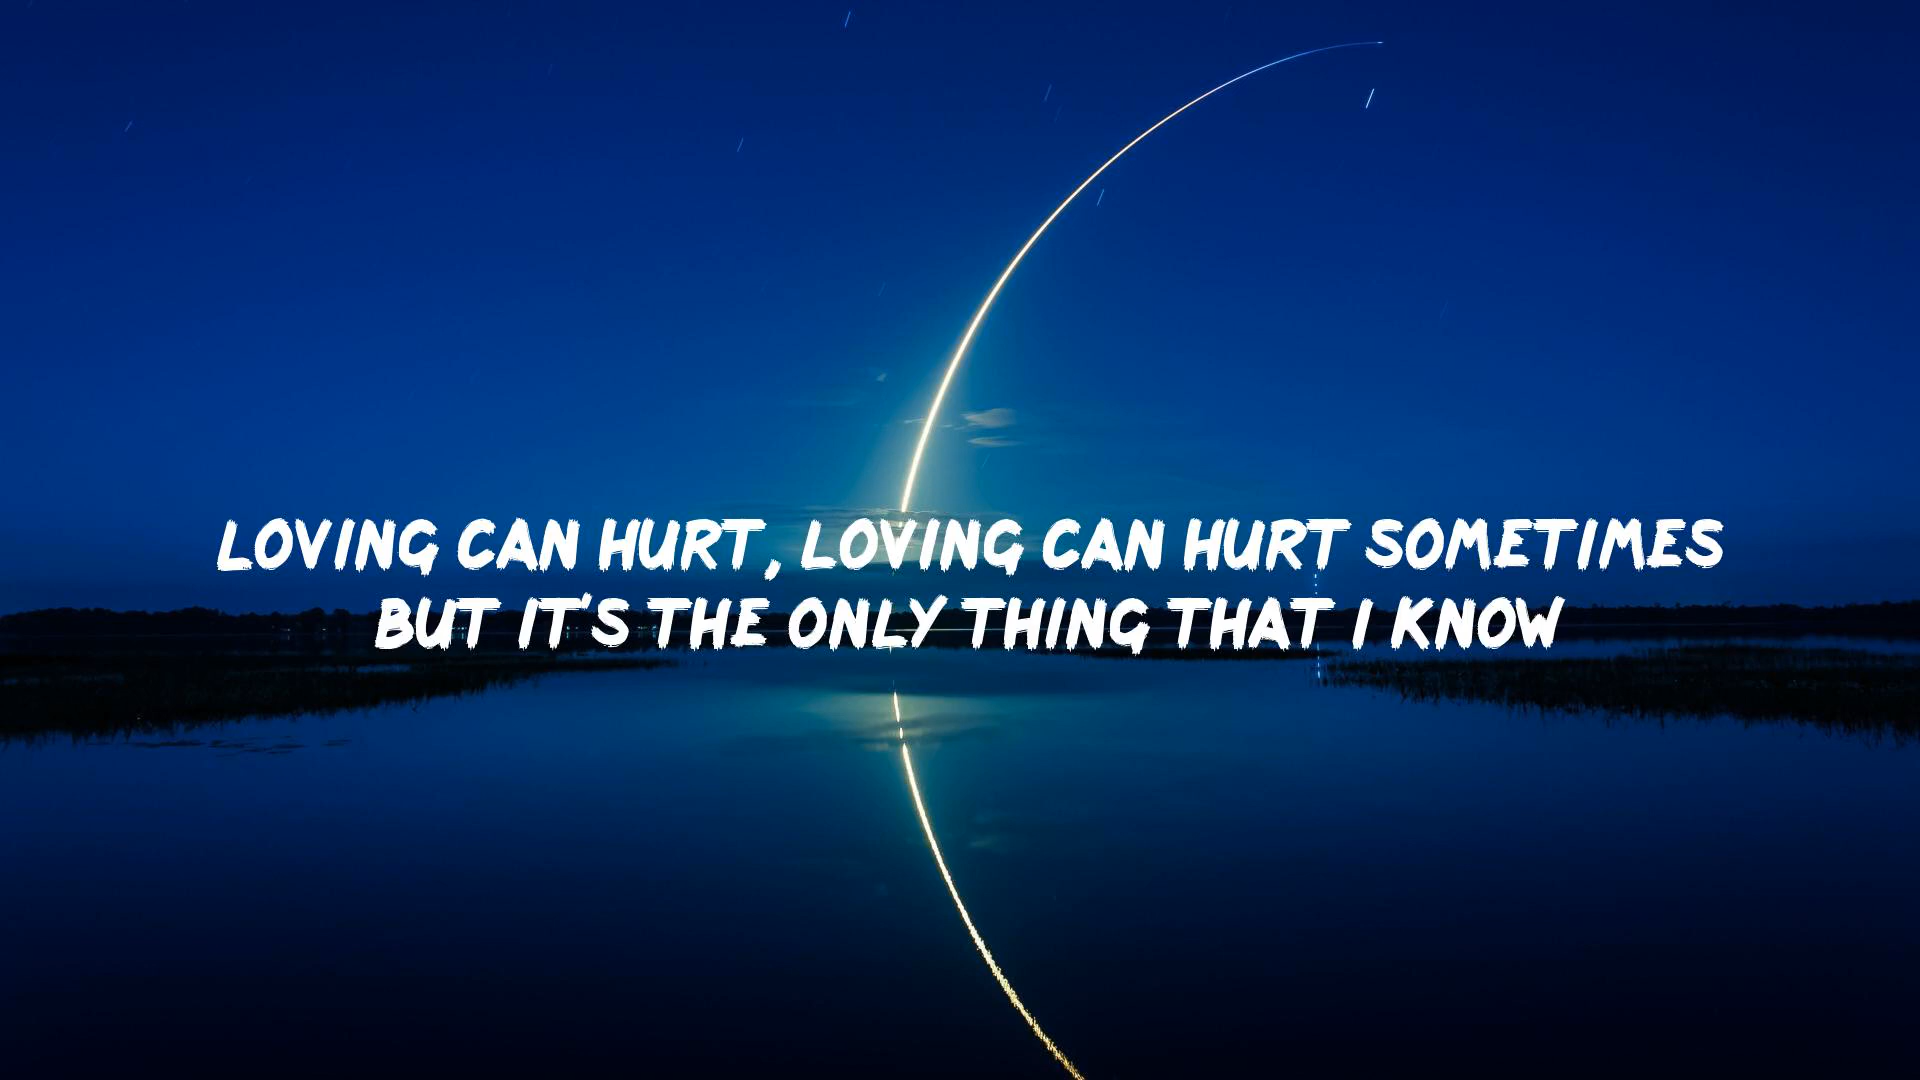 LOVING CAN HURT, LOVING CAN HURT SOMETIMES
BUT IT'S THE ONLY THING THAT I KNOW